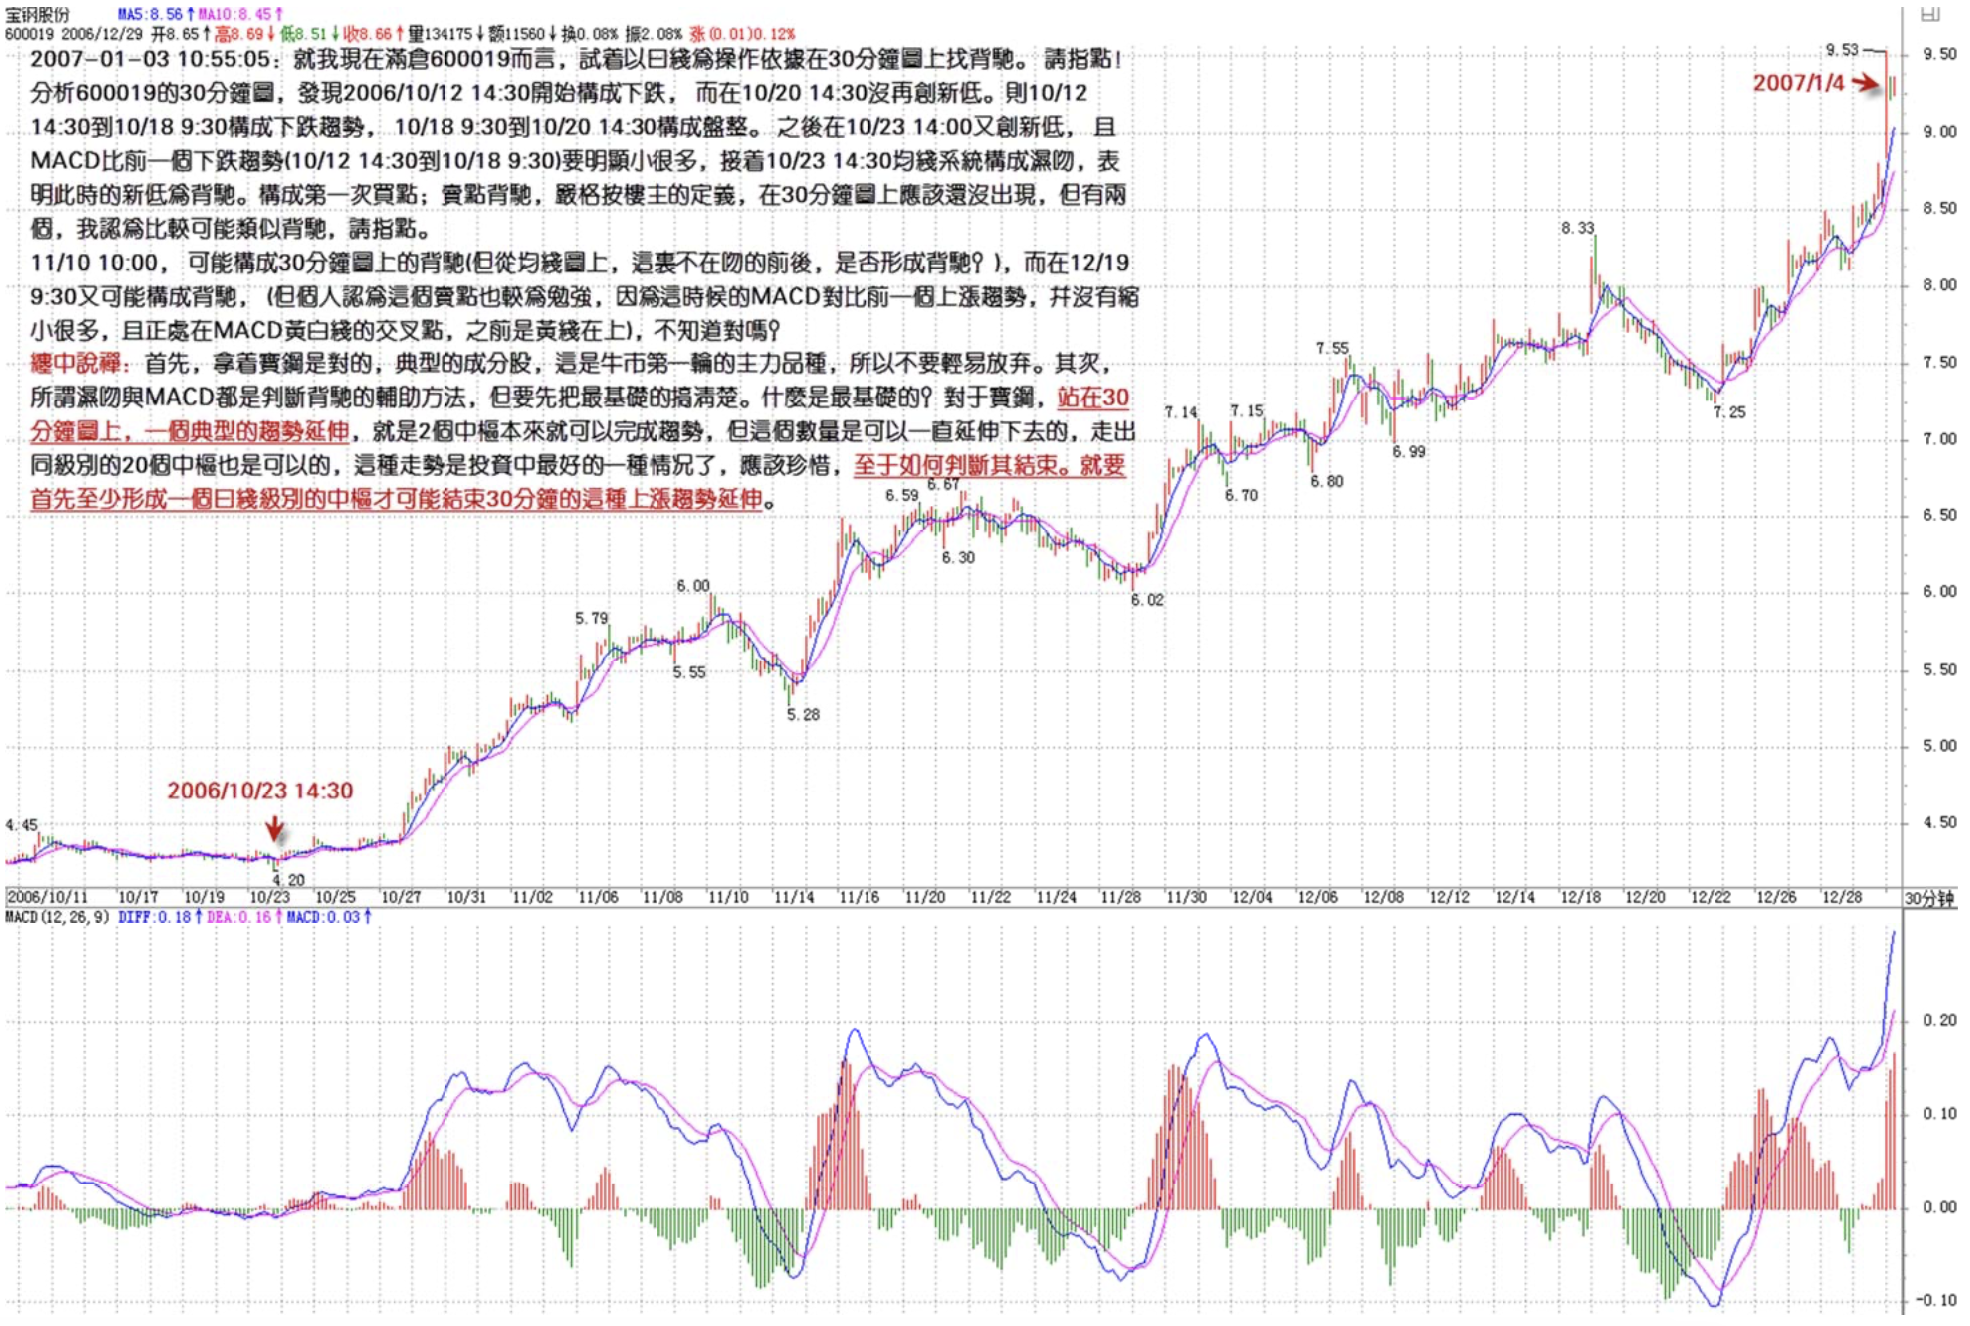 宝钢股份 MA5:8.56↑MA10:8.45↑
600019 2006/12/29 开8.65↑高8.69↓低8.51↓收8.66↑量134175↓额11560↓换0.08% 振2.08% 涨(0.01)0.12%
2007-01-03 10:55:05：就我現在滿倉600019而言，試着以日綫爲操作依據在30分鐘圖上找背馳。 請指點！
分析600019的30分鐘圖，發現2006/10/12 14:30開始構成下跌， 而在10/20 14:30沒再創新低。則10/12
14:30到10/18 9:30構成下跌趨勢， 10/18 9:30到10/20 14:30構成盤整。 之後在10/23 14:00又創新低， 且
MACD比前一個下跌趨勢(10/12 14:30到10/18 9:30)要明顯小很多，接着10/23 14:30均綫系統構成濕吻，表
明此時的新低爲背馳。構成第一次買點；賣點背馳，嚴格按樓主的定義，在30分鐘圖上應該還沒出現，但有兩
個，我認爲比較可能類似背馳，請指點。
11/10 10:00， 可能構成30分鐘圖上的背馳(但從均綫圖上，這裏不在吻的前後，是否形成背馳？)，而在12/19
9:30又可能構成背馳， (但個人認爲這個賣點也較爲勉強，因爲這時候的MACD對比前一個上漲趨勢，并沒有縮
小很多，且正處在MACD黃白綫的交叉點，之前是黃綫在上)，不知道對嗎？
纏中說禪：首先，拿着寶鋼是對的，典型的成分股，這是牛市第一輪的主力品種，所以不要輕易放弃。其次，
所謂濕吻與MACD都是判斷背馳的輔助方法，但要先把最基礎的搞清楚。什麽是最基礎的？對于寶鋼，站在30
分鐘圖上，一個典型的趨勢延伸，就是2個中樞本來就可以完成趨勢，但這個數量是可以一直延伸下去的，走出
同級別的20個中樞也是可以的，這種走勢是投資中最好的一種情况了，應該珍惜，至于如何判斷其結束。就要
首先至少形成一個日綫級別的中樞才可能結束30分鐘的這種上漲趨勢延伸。
9.53
9.50
2007/1/4
9.00
8.50
8.33
8.00
7.55
7.50
7.25
7.14
7.15
7.00
6.99
6.80
6.70
6.67
6.59
6.50
6.30
6.02
6.00
6.00
5.79
5.55
5.50
5.28
5.00
2006/10/23 14:30
4.45
4.50
4.20
2006/10/11 10/17 10/19 10/23 10/25 10/27 10/31 11/02 11/06 11/08 11/10 11/14 11/16 11/20 11/22 11/24 11/28 11/30 12/04 12/06 12/08 12/12 12/14 12/18 12/20 12/22 12/26 12/28 30分钟
MACD(12,26,9) DIFF:0.18↑DEA:0.16↑MACD:0.03↑
0.20
0.10
0.00
-0.10